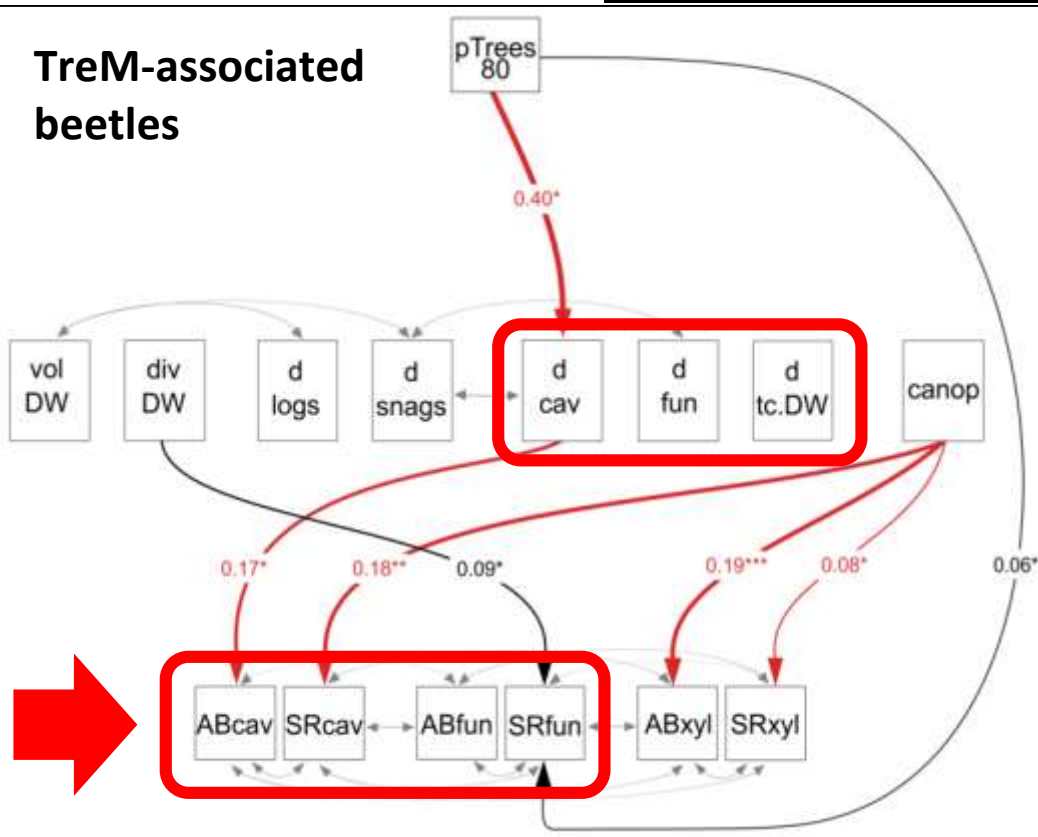 TreM-associated
beetles
pTrees
80
0.40*
vol
DW
div
DW
d
logs
d
snags
d
cav
d
fun
d
tc.DW
canop
0.17*
0.18**
0.09*
0.19***
0.08*
0.06*
ABcav
SRcav
ABfun
SRfun
ABxyl
SRxyl